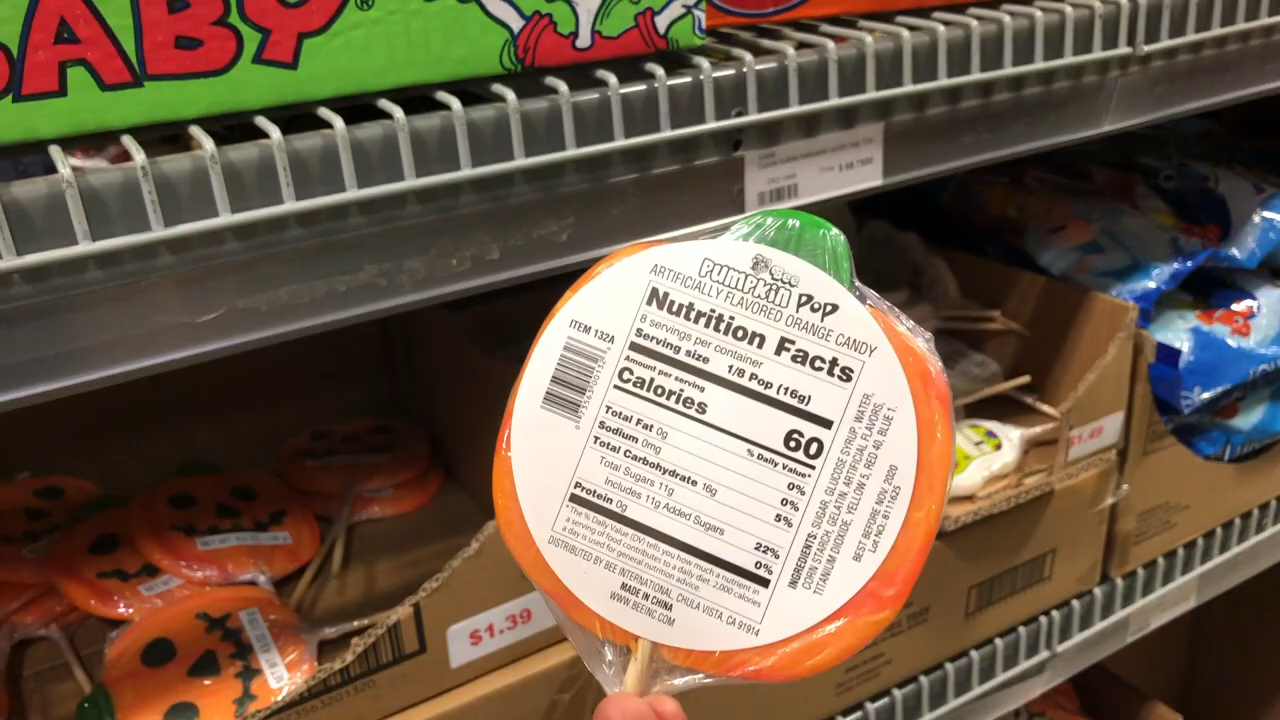 ABY®
$ 68.7500
Bee
PUMPKIN POP
ARTIFICIALLY FLAVORED ORANGE CANDY
ITEM 132A
Nutrition Facts
8 servings per container
Serving size 1/8 Pop (16g)
Amount per serving
Calories 60
% Daily Value*
Total Fat 0g 0%
Sodium 0mg 0%
Total Carbohydrate 16g 5%
Total Sugars 11g
Includes 11g Added Sugars 22%
Protein 0g 0%
* The % Daily Value (DV) tells you how much a nutrient in
a serving of food contributes to a daily diet. 2,000 calories
a day is used for general nutrition advice.
DISTRIBUTED BY BEE INTERNATIONAL, CHULA VISTA, CA 91914
MADE IN CHINA
WWW.BEEINC.COM
INGREDIENTS: SUGAR, GLUCOSE SYRUP, WATER,
CORN STARCH, GELATIN, ARTIFICIAL FLAVORS,
TITANIUM DIOXIDE, YELLOW 5, RED 40, BLUE 1.
BEST BEFORE NOV. 2020
Lot NO.: 8111625
$1.39
$1.49